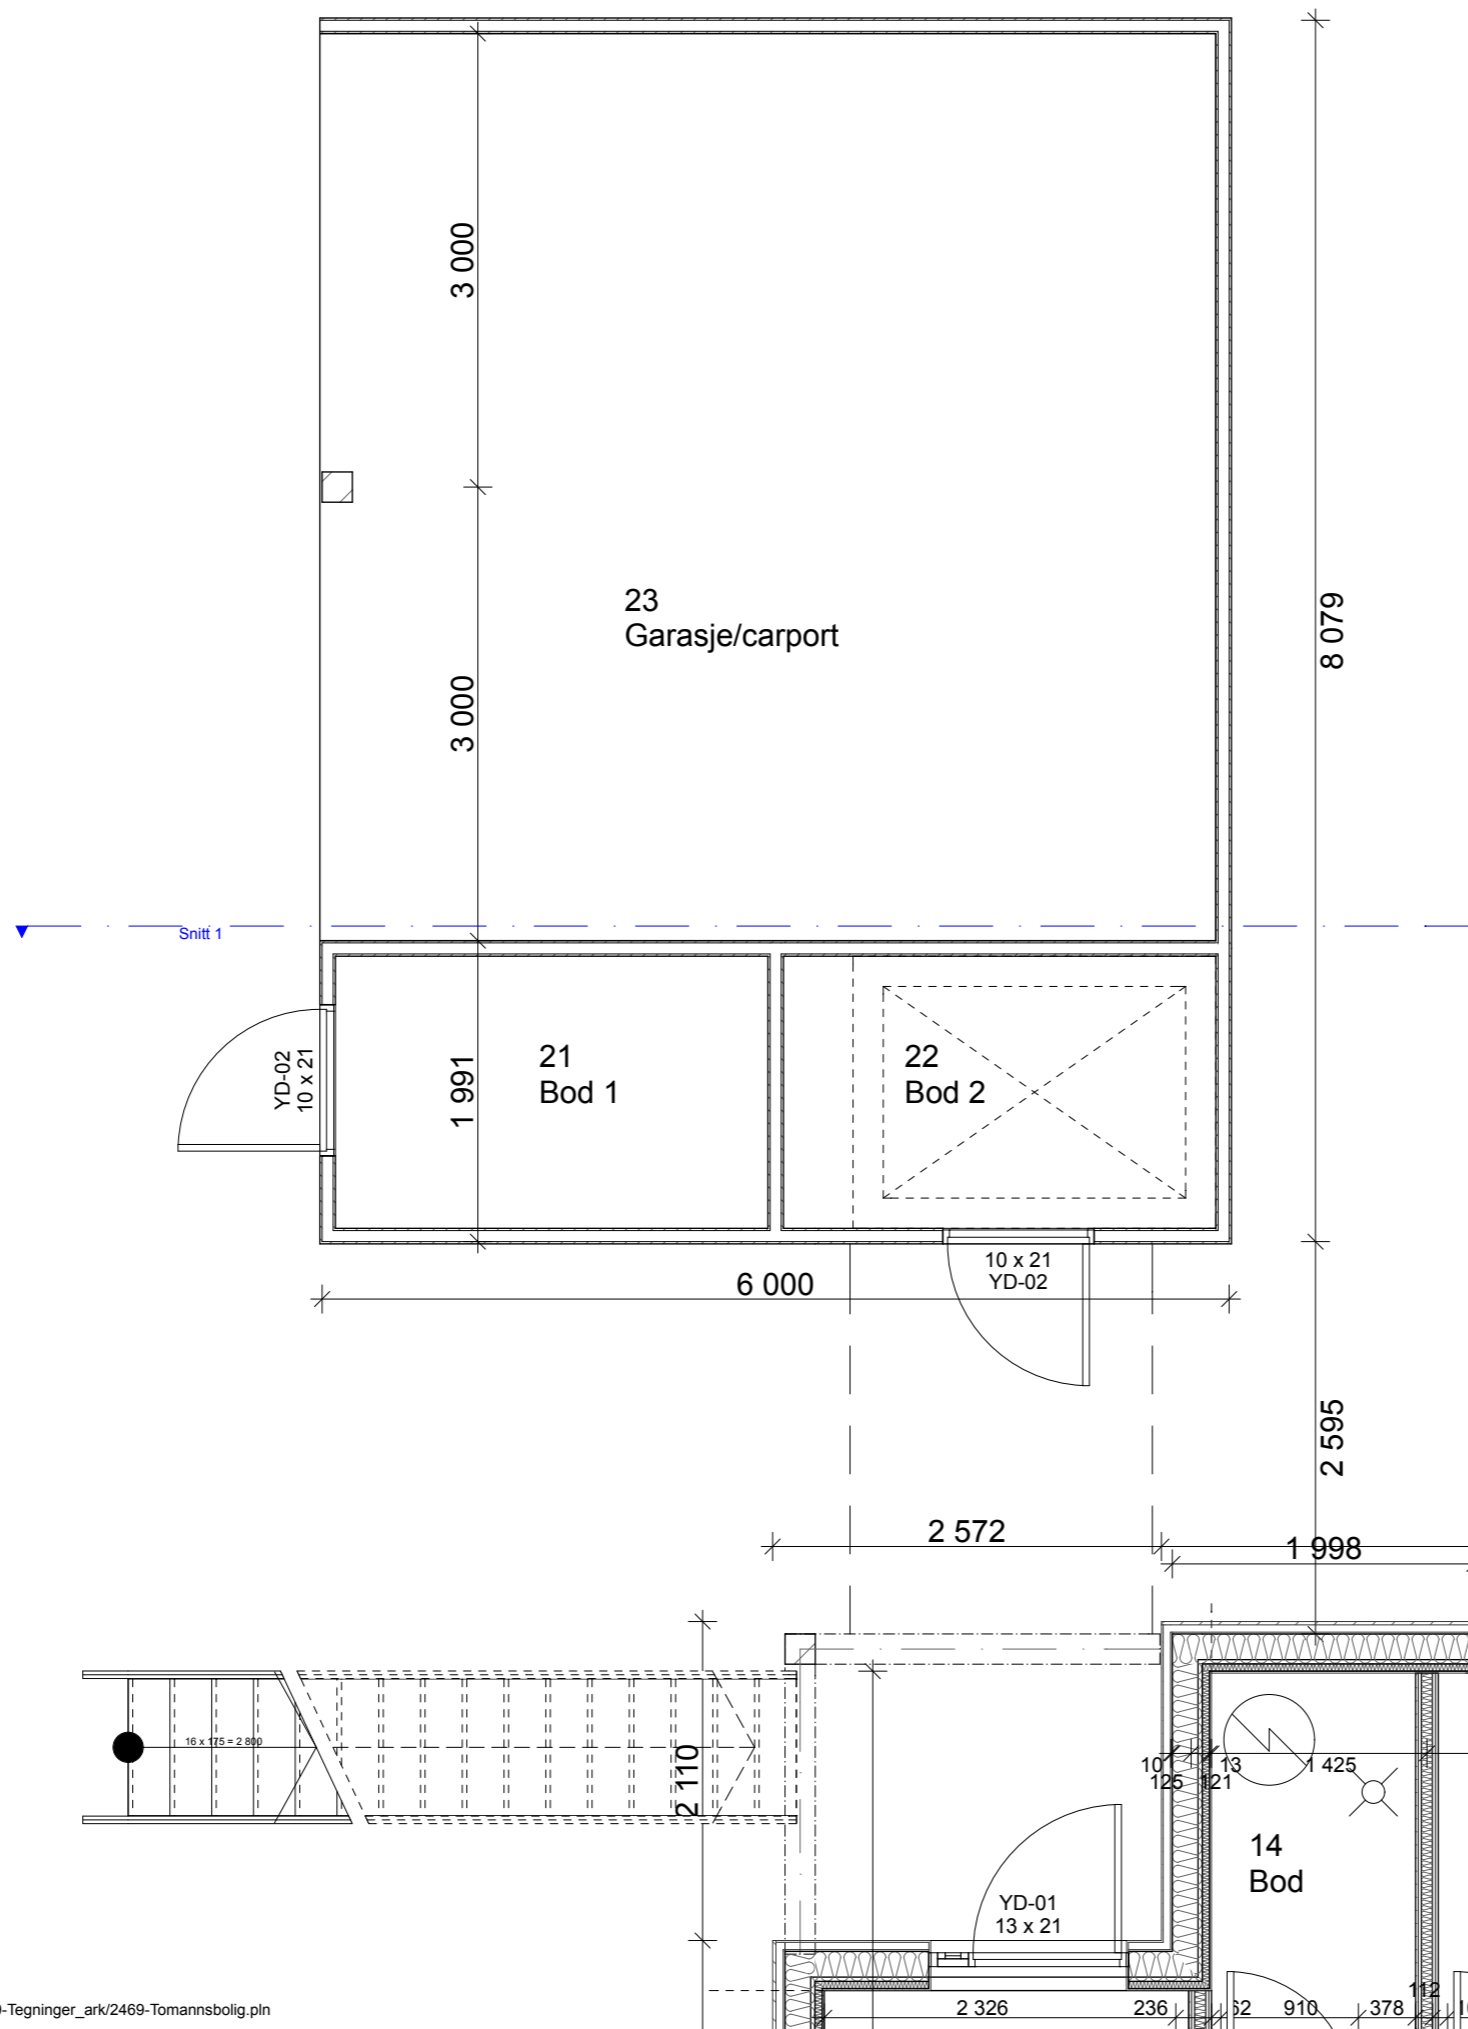 3 000
23
Garasje/carport
8 079
3 000
Snitt 1
YD-02
10 x 21
1 991
21
Bod 1
22
Bod 2
10 x 21
YD-02
6 000
2 595
2 572
1 998
16 x 175 = 2 800
2 110
10
13
1 425
125
121
14
Bod
YD-01
13 x 21
112
2 326
236
62
910
378
-Tegninger_ark/2469-Tomannsbolig.pln